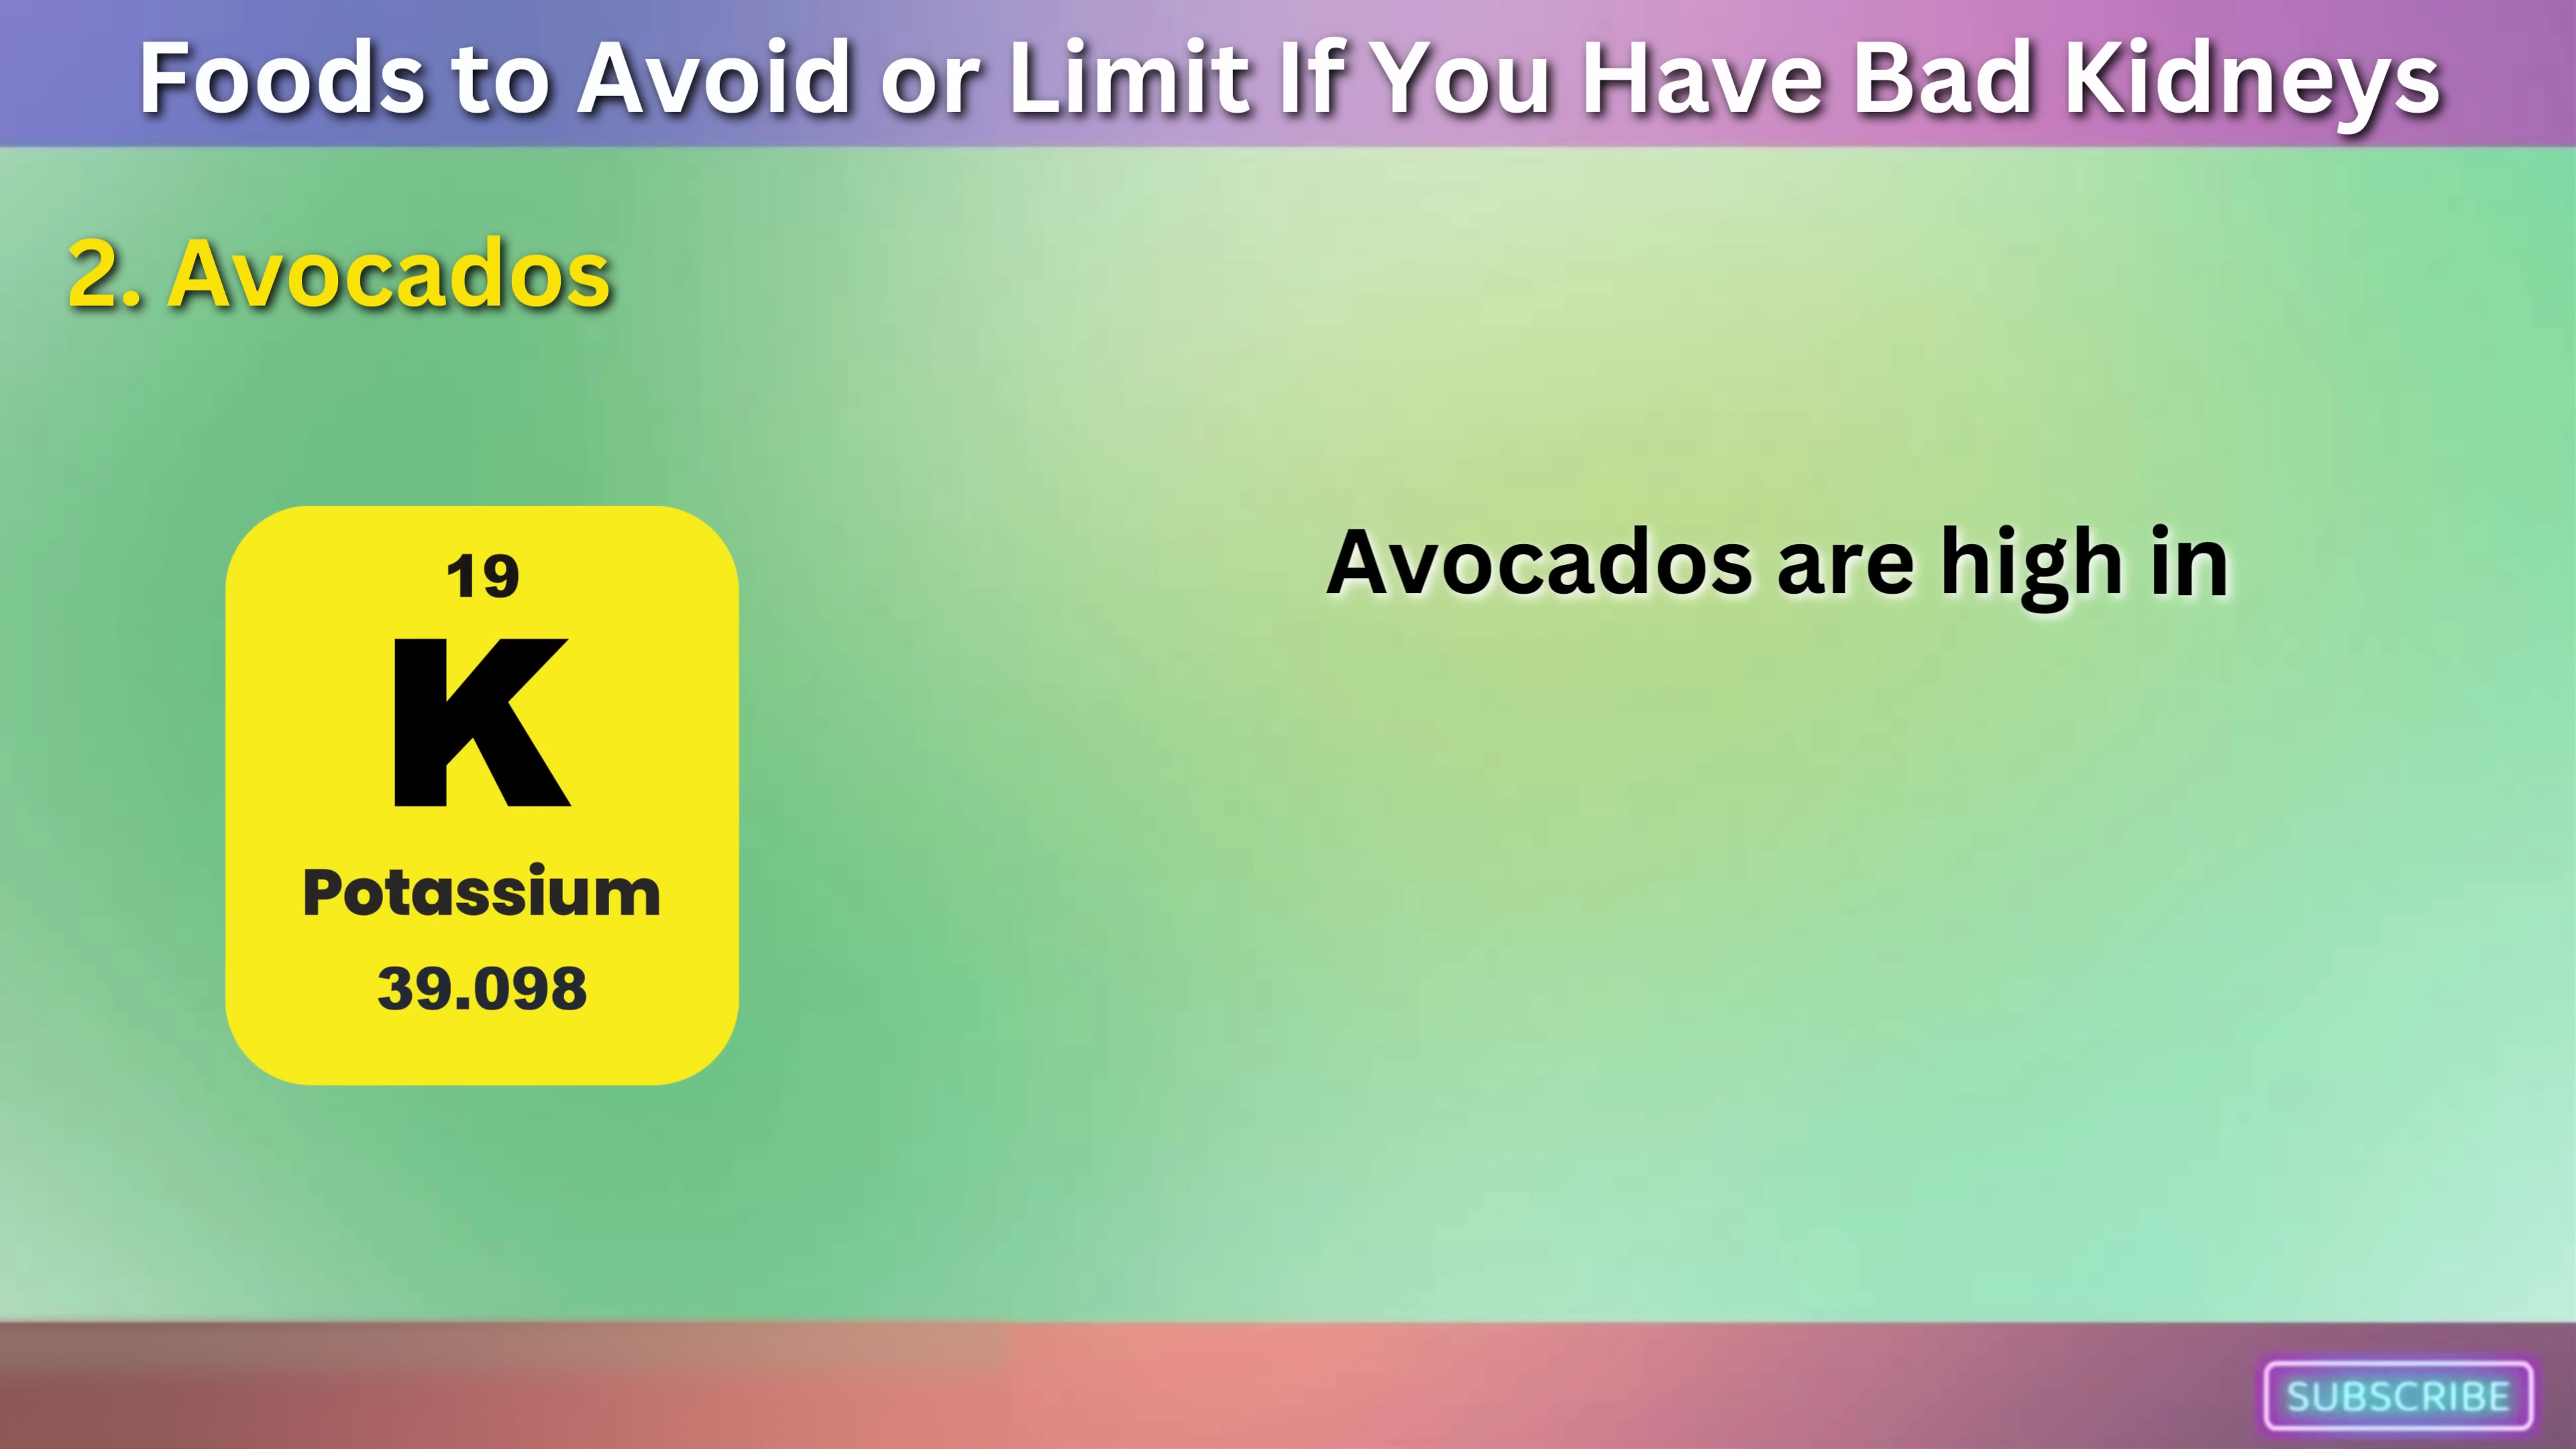 Foods to Avoid or Limit If You Have Bad Kidneys
2. Avocados
19
K
Potassium
39.098
Avocados are high in
SUBSCRIBE